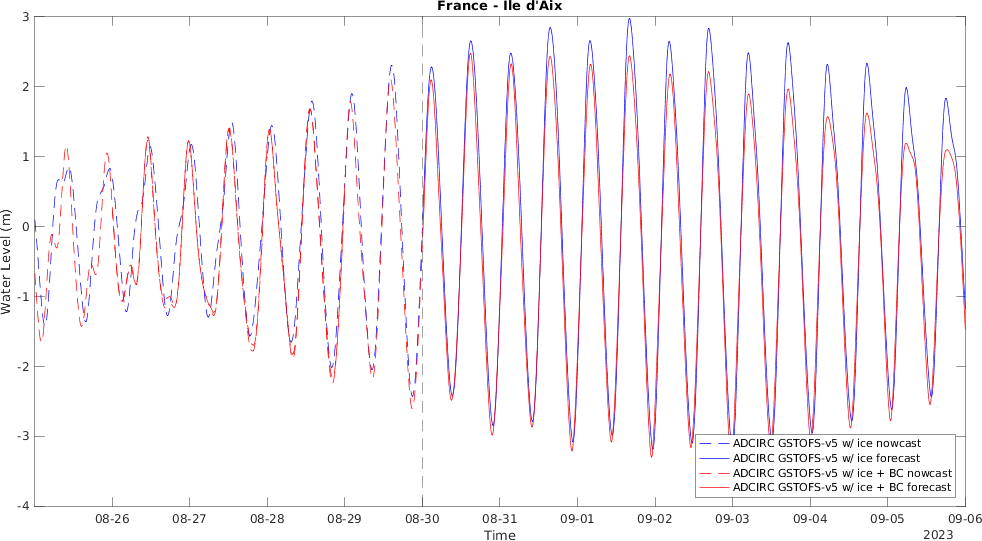 France - Ile d'Aix
3
2
1
0
-1
-2
-3
-4
Water Level (m)
ADCIRC GSTOFS-v5 w/ ice nowcast
ADCIRC GSTOFS-v5 w/ ice forecast
ADCIRC GSTOFS-v5 w/ ice + BC nowcast
ADCIRC GSTOFS-v5 w/ ice + BC forecast
08-26 08-27 08-28 08-29 08-30 08-31 09-01 09-02 09-03 09-04 09-05 09-06
Time
2023